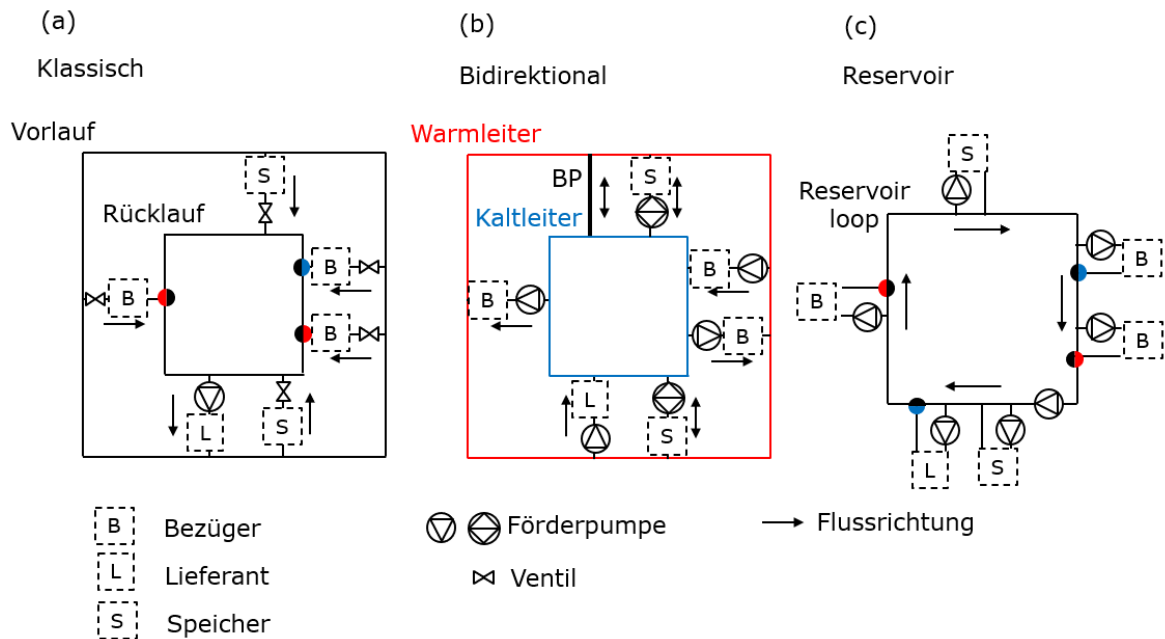 (a)
Klassisch
Vorlauf
S
Rücklauf
B
B
B
L
S
(b)
Bidirektional
Warmleiter
BP
S
Kaltleiter
B
B
B
L
S
(c)
Reservoir
S
Reservoir
loop
B
B
B
L
S
B Bezüger
L Lieferant
S Speicher
Förderpumpe
Ventil
Flussrichtung